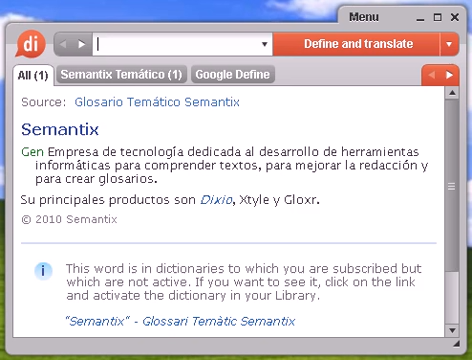 Menu
di
Define and translate
All (1)
Semantix Temático (1)
Google Define
Source: Glosario Temático Semantix
Semantix
Gen Empresa de tecnología dedicada al desarrollo de herramientas
informáticas para comprender textos, para mejorar la redacción y
para crear glosarios.
Su principales productos son Dixio, Xtyle y Gloxr.
© 2010 Semantix
i
This word is in dictionaries to which you are subscribed but
which are not active. If you want to see it, click on the link
and activate the dictionary in your Library.
"Semantix" - Glossari Temàtic Semantix